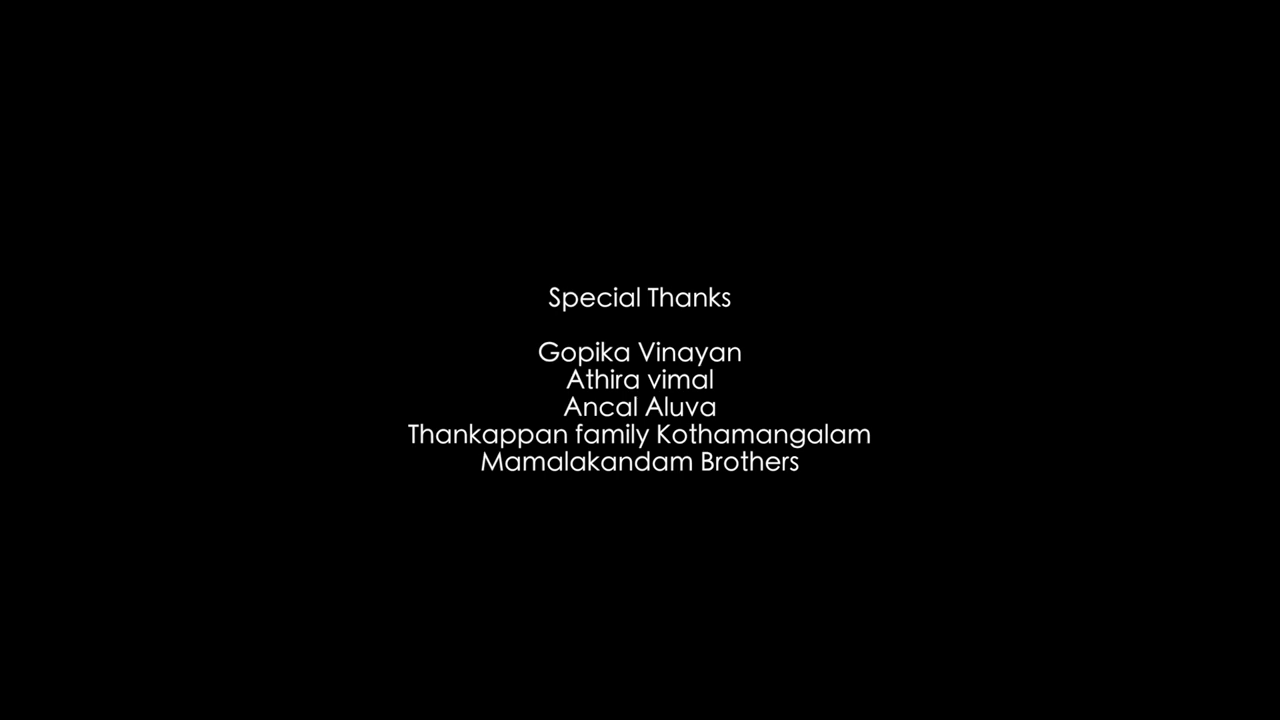 Special Thanks
Gopika Vinayan
Athira vimal
Ancal Aluva
Thankappan family Kothamangalam
Mamalakandam Brothers